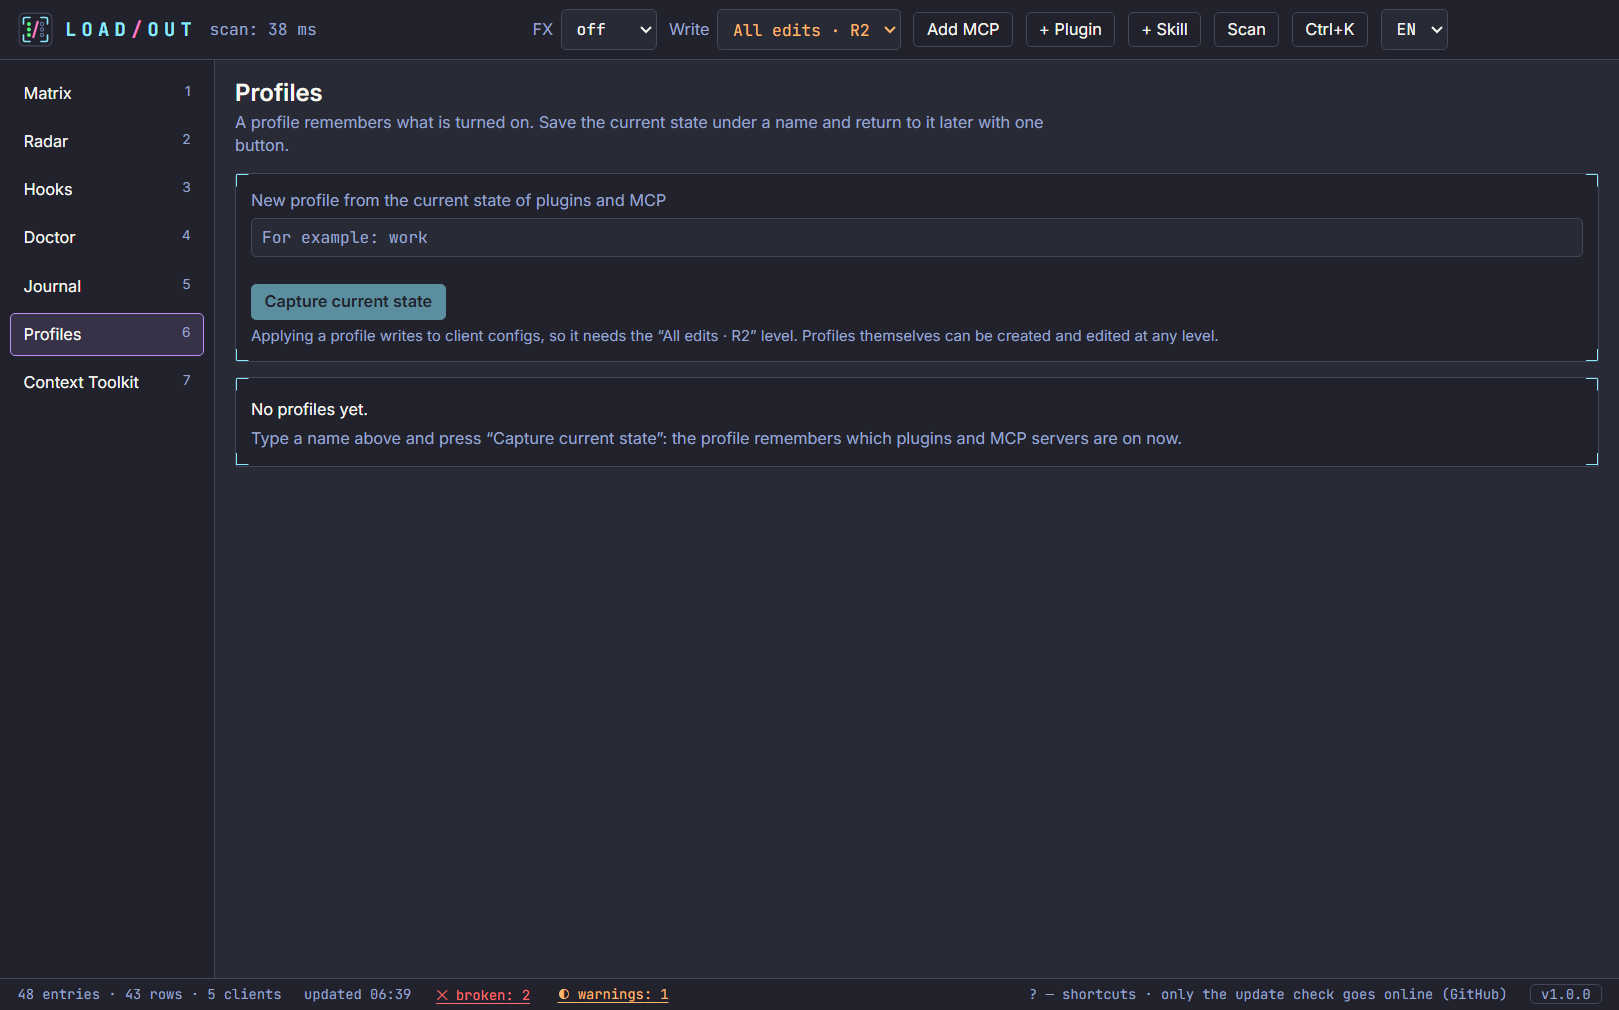 LOAD/OUT scan: 38 ms FX off Write All edits · R2 Add MCP + Plugin + Skill Scan Ctrl+K EN
Matrix 1
Radar 2
Hooks 3
Doctor 4
Journal 5
Profiles 6
Context Toolkit 7
Profiles
A profile remembers what is turned on. Save the current state under a name and return to it later with one
button.
New profile from the current state of plugins and MCP
For example: work
Capture current state
Applying a profile writes to client configs, so it needs the “All edits · R2” level. Profiles themselves can be created and edited at any level.
No profiles yet.
Type a name above and press “Capture current state”: the profile remembers which plugins and MCP servers are on now.
48 entries · 43 rows · 5 clients updated 06:39 broken: 2 warnings: 1 ? — shortcuts · only the update check goes online (GitHub) v1.0.0